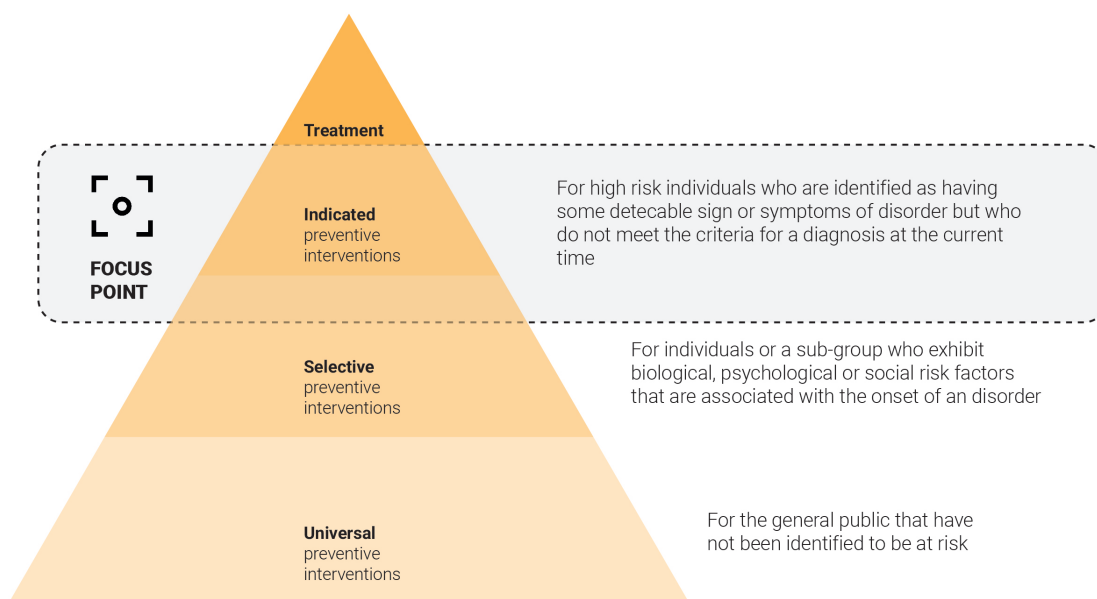 Treatment
Indicated
preventive
interventions
For high risk individuals who are identified as having
some detecable sign or symptoms of disorder but who
do not meet the criteria for a diagnosis at the current
time
FOCUS
POINT
Selective
preventive
interventions
For individuals or a sub-group who exhibit
biological, psychological or social risk factors
that are associated with the onset of an disorder
Universal
preventive
interventions
For the general public that have
not been identified to be at risk